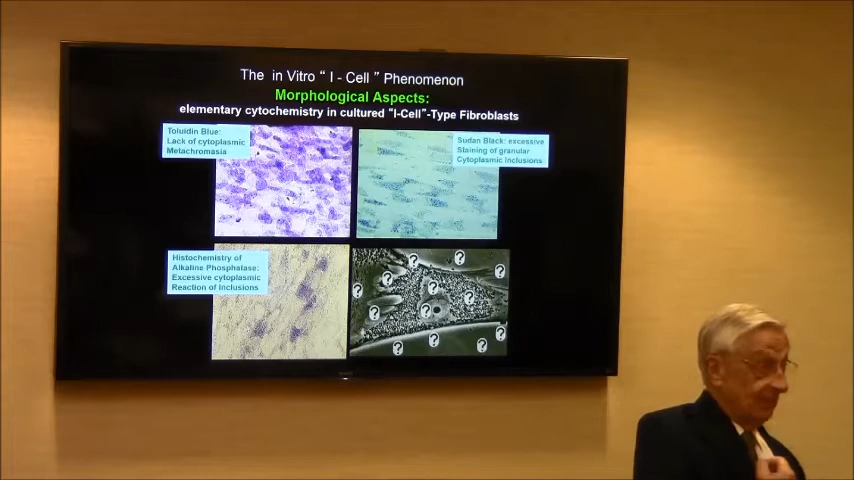 The in Vitro “ I - Cell ” Phenomenon
Morphological Aspects:
elementary cytochemistry in cultured “I-Cell”-Type Fibroblasts
Toluidin Blue:
Lack of cytoplasmic
Metachromasia
Sudan Black: excessive
Staining of granular
Cytoplasmic Inclusions
Histochemistry of
Alkaline Phosphatase:
Excessive cytoplasmic
Reaction of Inclusions
? ? ? ? ? ? ? ? ? ? ? ? ? ?